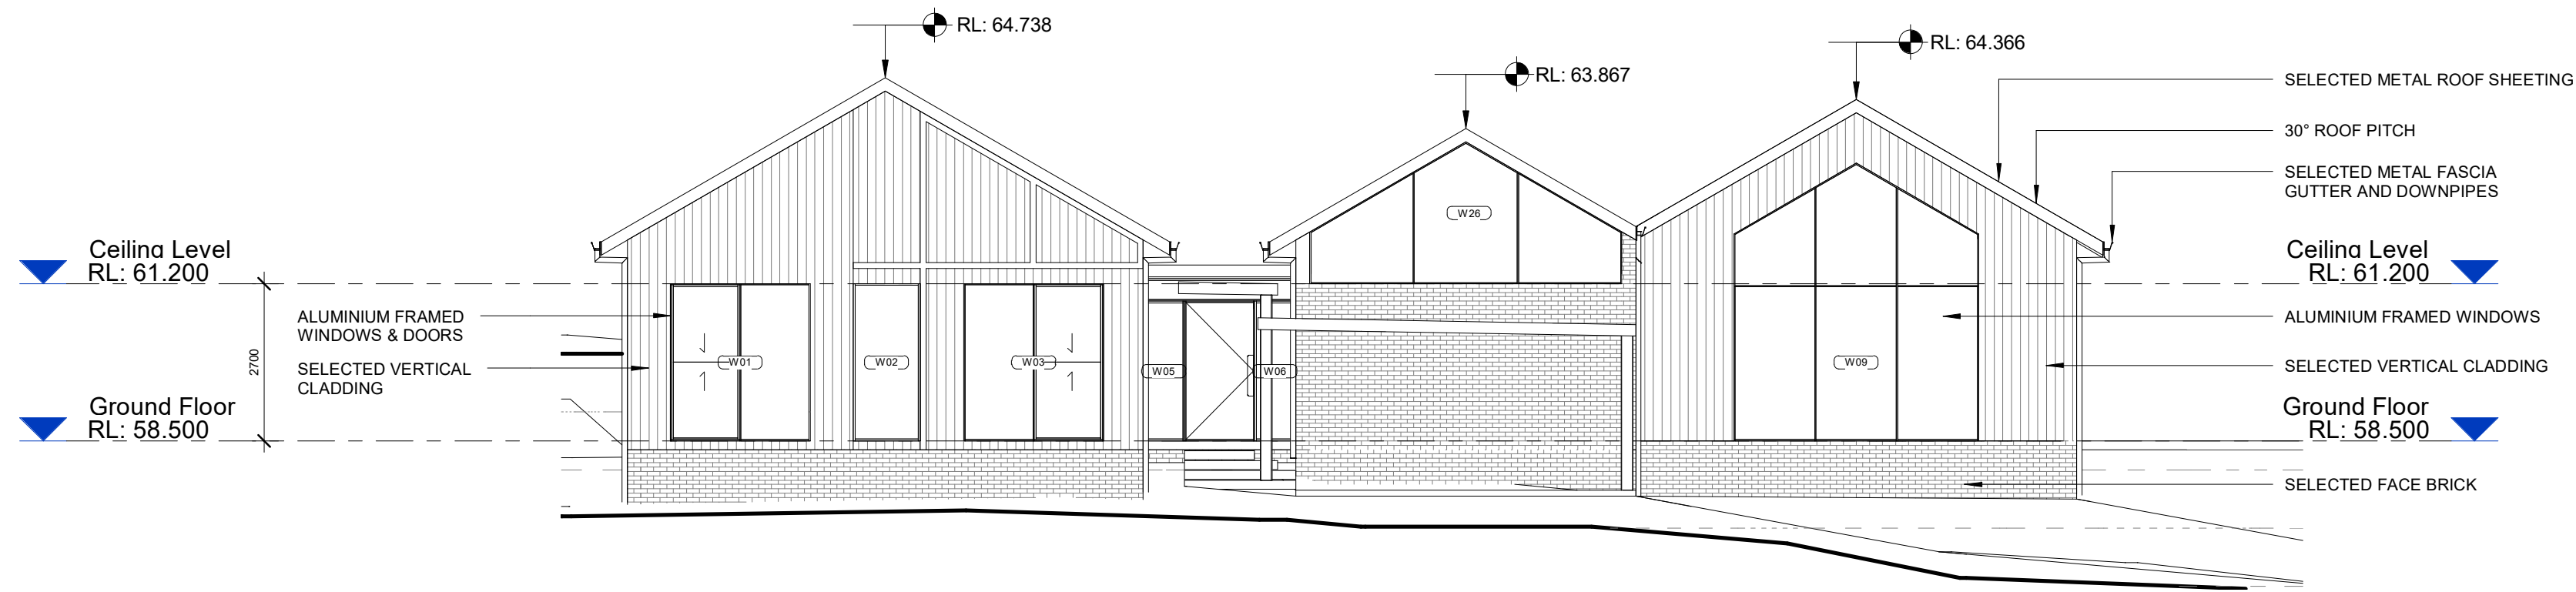 RL: 64.738
RL: 63.867
RL: 64.366
SELECTED METAL ROOF SHEETING
30° ROOF PITCH
SELECTED METAL FASCIA
GUTTER AND DOWNPIPES
W26
Ceiling Level
RL: 61.200
Ceiling Level
RL: 61.200
ALUMINIUM FRAMED
WINDOWS & DOORS
SELECTED VERTICAL
CLADDING
2700
W01
W02
W03
W05
W06
W09
ALUMINIUM FRAMED WINDOWS
SELECTED VERTICAL CLADDING
Ground Floor
RL: 58.500
Ground Floor
RL: 58.500
SELECTED FACE BRICK